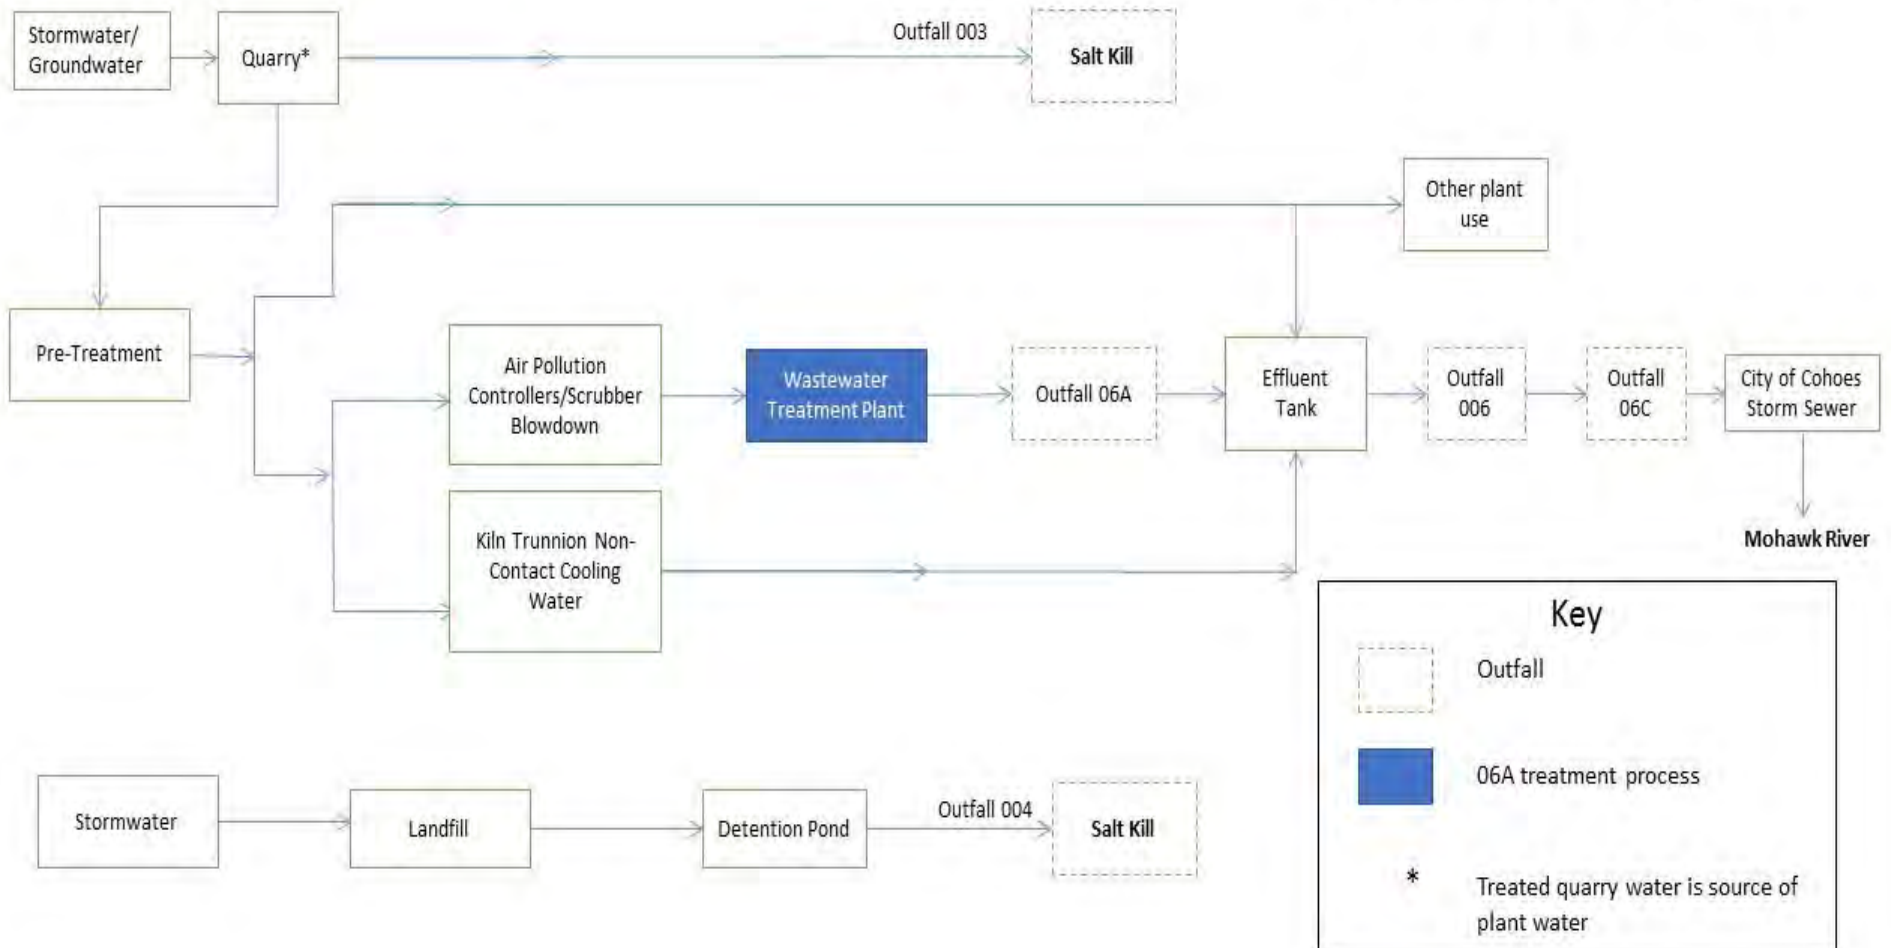 Stormwater/
Groundwater
Quarry*
Outfall 003
Salt Kill
Other plant
use
Pre-Treatment
Air Pollution
Controllers/Scrubber
Blowdown
Wastewater
Treatment Plant
Outfall 06A
Effluent
Tank
Outfall
006
Outfall
06C
City of Cohoes
Storm Sewer
Kiln Trunnion Non-
Contact Cooling
Water
Mohawk River
Stormwater
Landfill
Detention Pond
Outfall 004
Salt Kill
Key
Outfall
06A treatment process
* Treated quarry water is source of
plant water